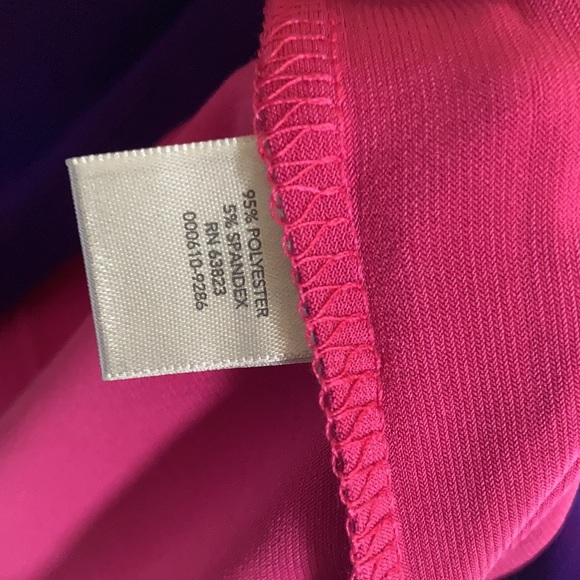 95% POLYESTER
5% SPANDEX
RN 63823
000610-9286